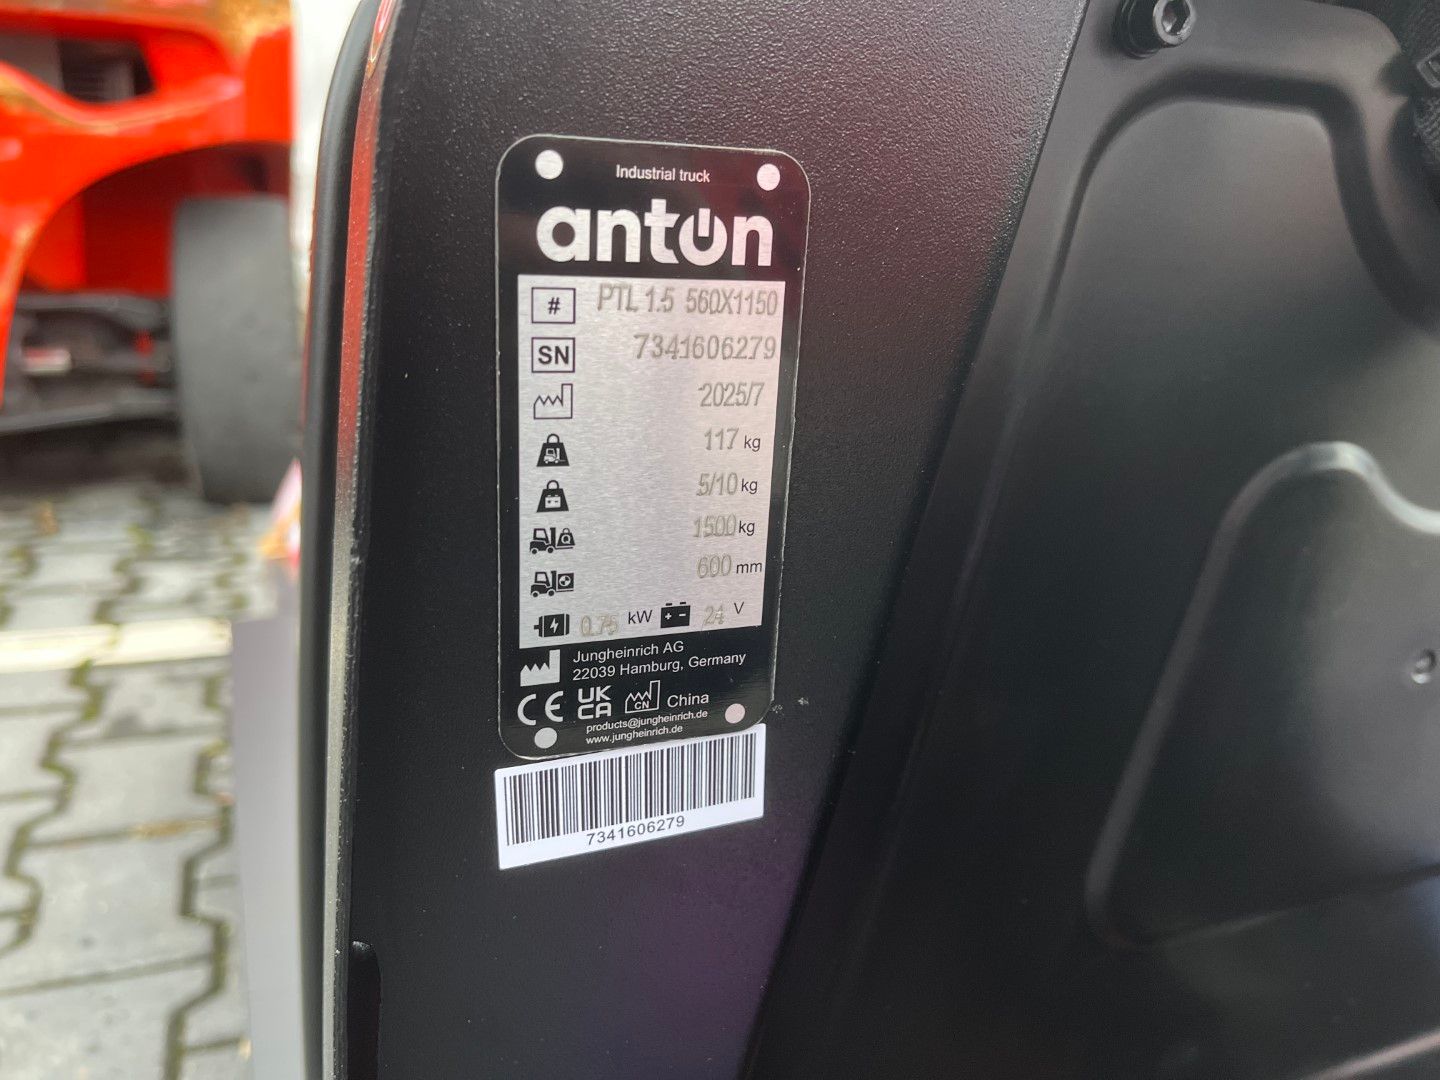 Industrial truck
anton
# PTL 1.5 560X1150
SN 7341606279
2025/7
117 kg
5/10 kg
1500 kg
Q
600 mm
0.75 kW 24 V
Jungheinrich AG
22039 Hamburg, Germany
CE UK CA CN China
products@jungheinrich.de
www.jungheinrich.de
7341606279